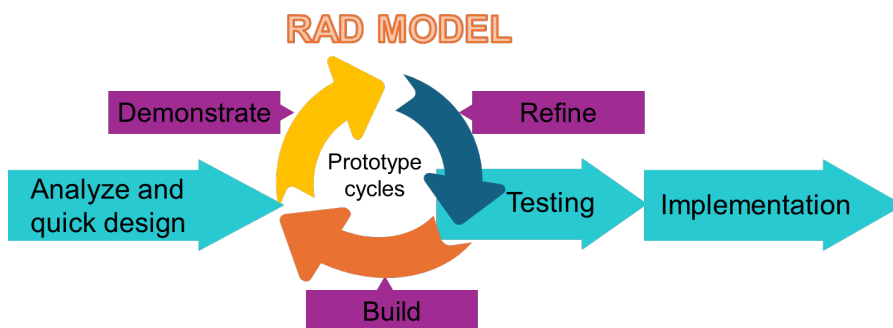 RAD MODEL
Demonstrate
Refine
Prototype
cycles
Analyze and
quick design
Testing
Implementation
Build